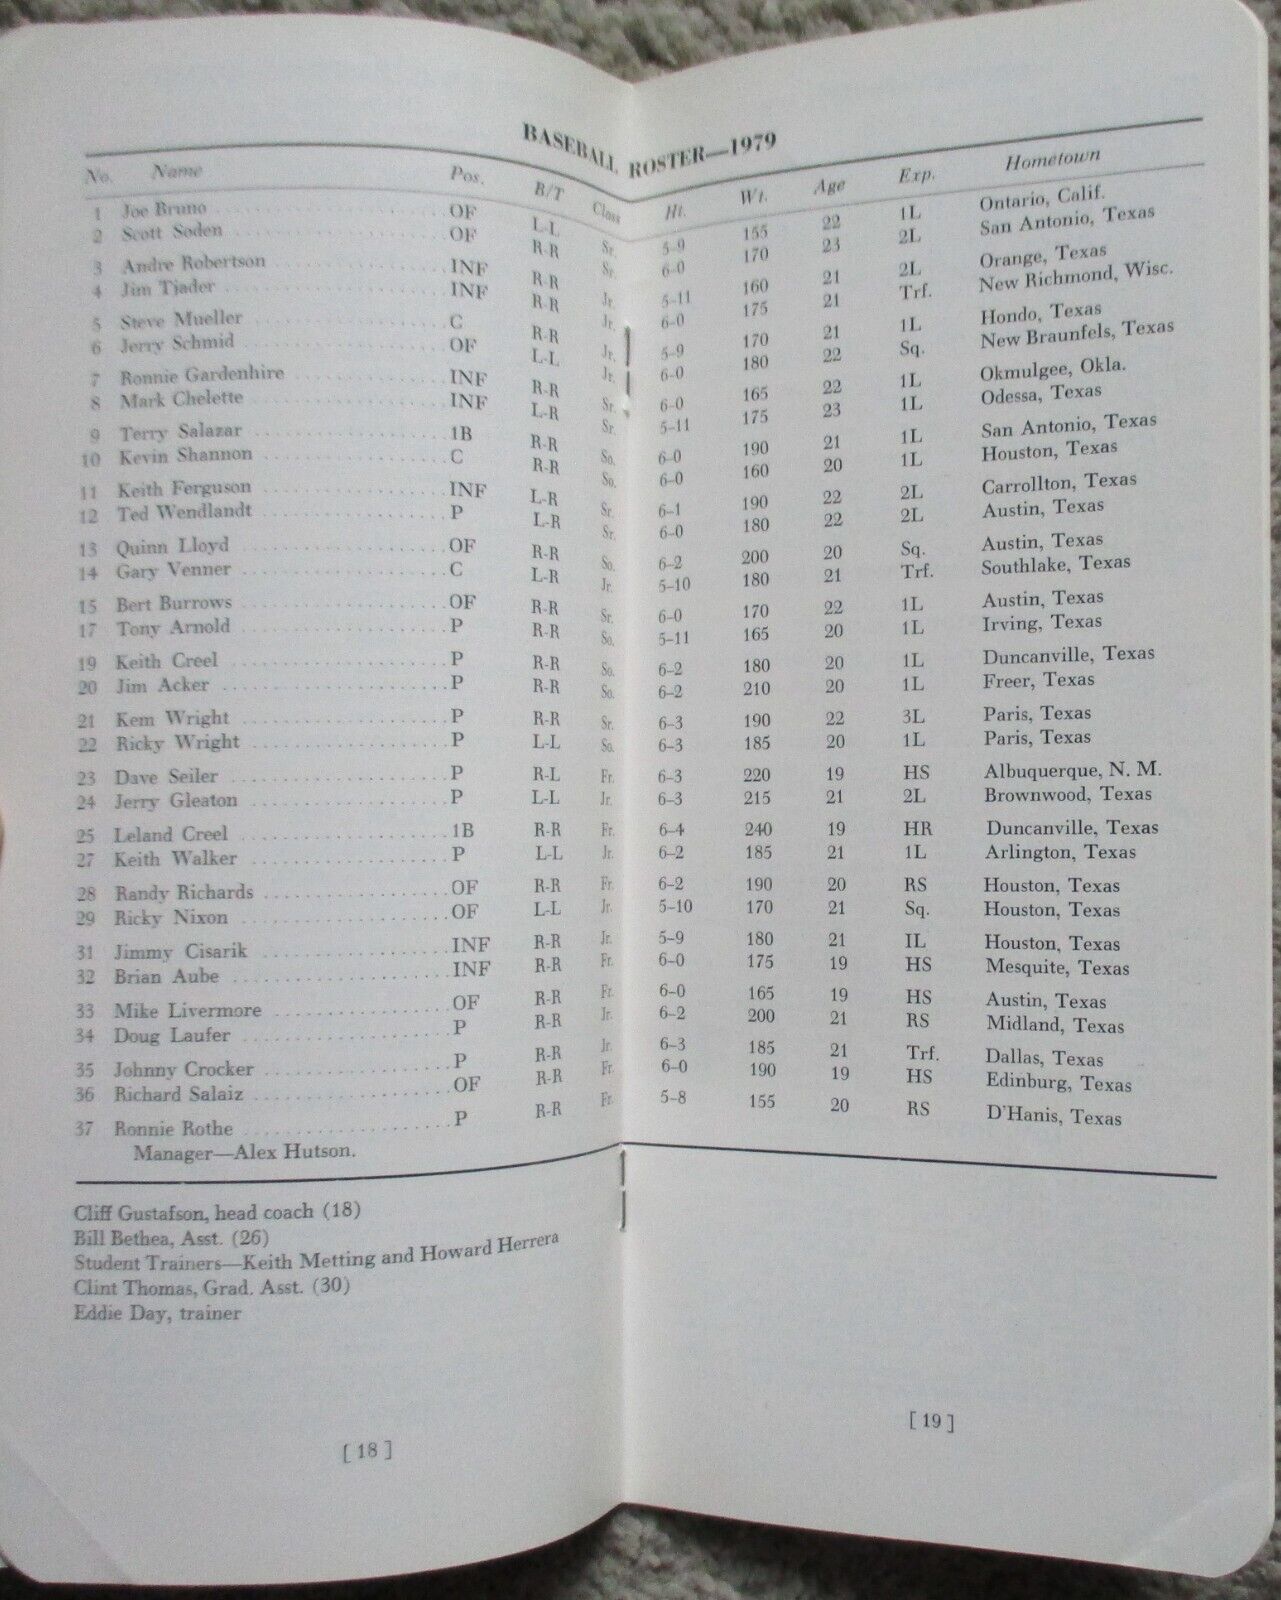 BASEBALL ROSTER—1979
No. Name Pos. B/T Class Ht. Wt. Age Exp. Hometown
1 Joe Bruno OF L-L Sr. 5-9 155 22 1L Ontario, Calif.
2 Scott Soden OF R-R Sr. 6-0 170 23 2L San Antonio, Texas
3 Andre Robertson INF R-R Jr. 5-11 160 21 2L Orange, Texas
4 Jim Tjader INF R-R Jr. 6-0 175 21 Trf. New Richmond, Wisc.
5 Steve Mueller C R-R Jr. 5-9 170 21 1L Hondo, Texas
6 Jerry Schmid OF L-L Jr. 6-0 180 22 Sq. New Braunfels, Texas
7 Ronnie Gardenhire INF R-R Sr. 6-0 165 22 1L Okmulgee, Okla.
8 Mark Chelette INF L-R Sr. 5-11 175 23 1L Odessa, Texas
9 Terry Salazar 1B R-R So. 6-0 190 21 1L San Antonio, Texas
10 Kevin Shannon C R-R So. 6-0 160 20 1L Houston, Texas
11 Keith Ferguson INF L-R Sr. 6-1 190 22 2L Carrollton, Texas
12 Ted Wendlandt P L-R Sr. 6-0 180 22 2L Austin, Texas
13 Quinn Lloyd OF R-R So. 6-2 200 20 Sq. Austin, Texas
14 Gary Venner C L-R Jr. 5-10 180 21 Trf. Southlake, Texas
15 Bert Burrows OF R-R Sr. 6-0 170 22 1L Austin, Texas
17 Tony Arnold P R-R So. 5-11 165 20 1L Irving, Texas
19 Keith Creel P R-R So. 6-2 180 20 1L Duncanville, Texas
20 Jim Acker P R-R So. 6-2 210 20 1L Freer, Texas
21 Kem Wright P R-R Sr. 6-3 190 22 3L Paris, Texas
22 Ricky Wright P L-L So. 6-3 185 20 1L Paris, Texas
23 Dave Seiler P R-L Fr. 6-3 220 19 HS Albuquerque, N. M.
24 Jerry Gleaton P L-L Jr. 6-3 215 21 2L Brownwood, Texas
25 Leland Creel 1B R-R Fr. 6-4 240 19 HR Duncanville, Texas
27 Keith Walker P L-L Jr. 6-2 185 21 1L Arlington, Texas
28 Randy Richards OF R-R Fr. 6-2 190 20 RS Houston, Texas
29 Ricky Nixon OF L-L Jr. 5-10 170 21 Sq. Houston, Texas
31 Jimmy Cisarik INF R-R Jr. 5-9 180 21 IL Houston, Texas
32 Brian Aube INF R-R Fr. 6-0 175 19 HS Mesquite, Texas
33 Mike Livermore OF R-R Fr. 6-0 165 19 HS Austin, Texas
34 Doug Laufer P R-R Jr. 6-2 200 21 RS Midland, Texas
35 Johnny Crocker P R-R Jr. 6-3 185 21 Trf. Dallas, Texas
36 Richard Salaiz OF R-R Fr. 6-0 190 19 HS Edinburg, Texas
37 Ronnie Rothe P R-R Fr. 5-8 155 20 RS D'Hanis, Texas
Manager—Alex Hutson.
Cliff Gustafson, head coach (18)
Bill Bethea, Asst. (26)
Student Trainers—Keith Metting and Howard Herrera
Clint Thomas, Grad. Asst. (30)
Eddie Day, trainer
[ 18 ]
[ 19 ]